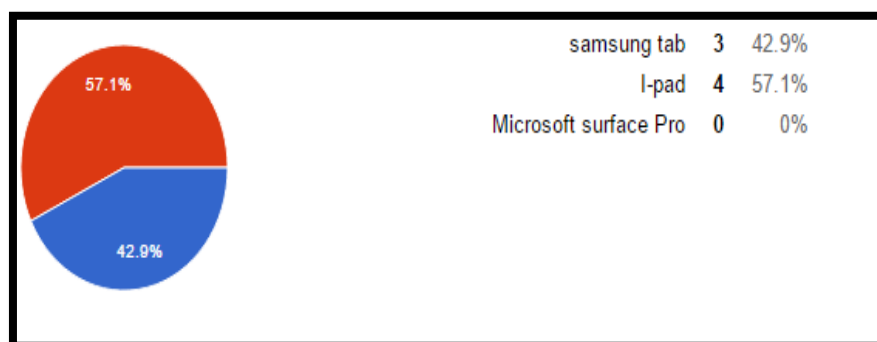 57.1%
42.9%
samsung tab 3 42.9%
I-pad 4 57.1%
Microsoft surface Pro 0 0%